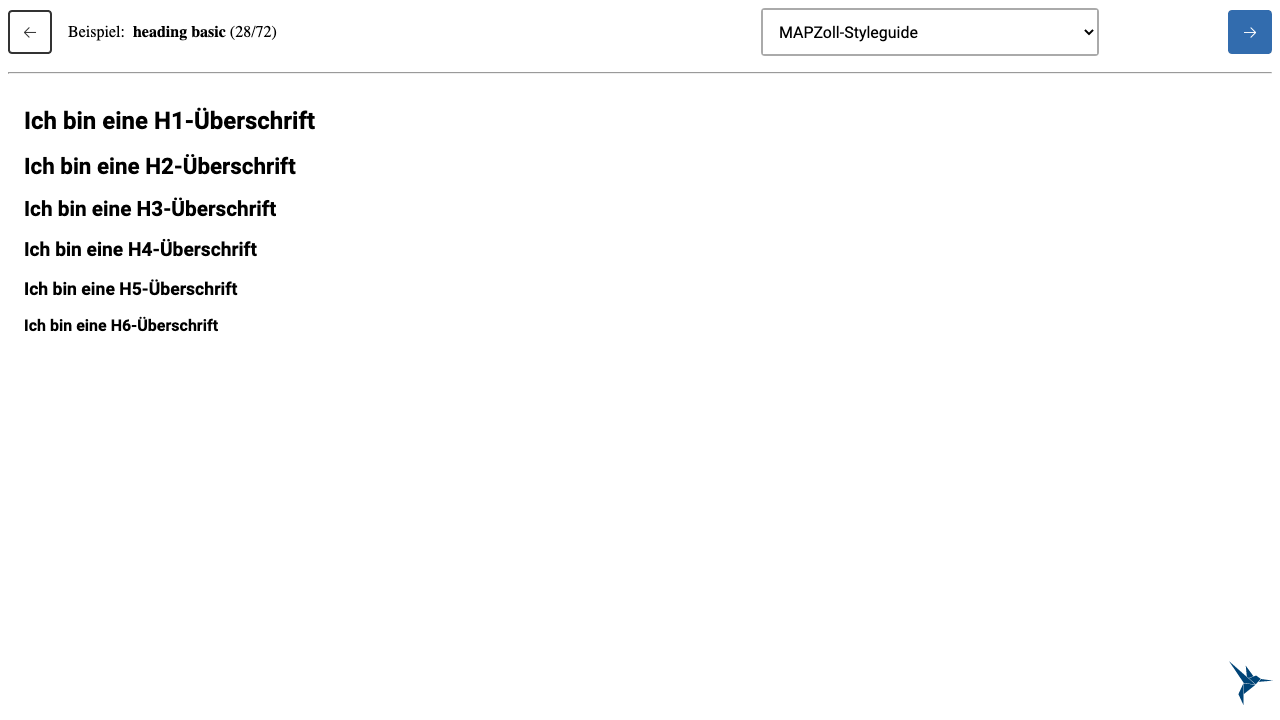 Beispiel: heading basic (28/72)
MAPZoll-Styleguide
Ich bin eine H1-Überschrift
Ich bin eine H2-Überschrift
Ich bin eine H3-Überschrift
Ich bin eine H4-Überschrift
Ich bin eine H5-Überschrift
Ich bin eine H6-Überschrift